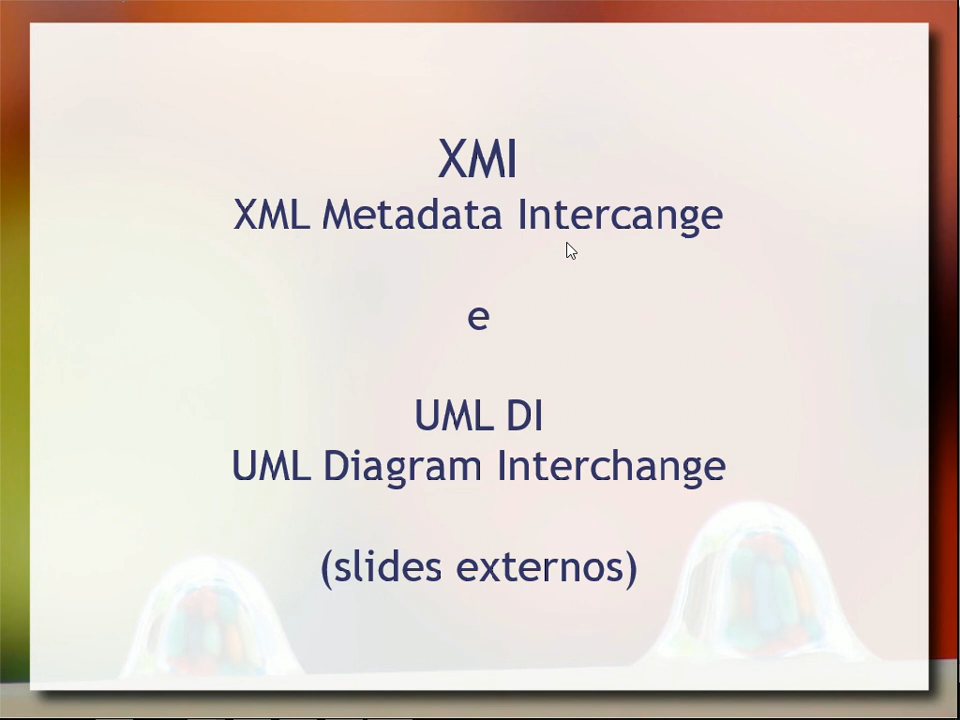 XMI
XML Metadata Intercange
e
UML DI
UML Diagram Interchange
(slides externos)